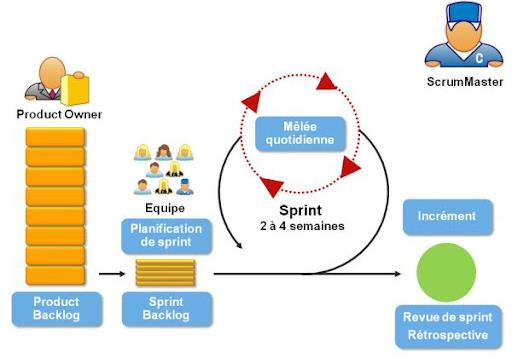 Product Owner
Product
Backlog
Equipe
Planification
de sprint
Sprint
Backlog
Mêlée
quotidienne
Sprint
2 à 4 semaines
C
ScrumMaster
Incrément
Revue de sprint
Rétrospective